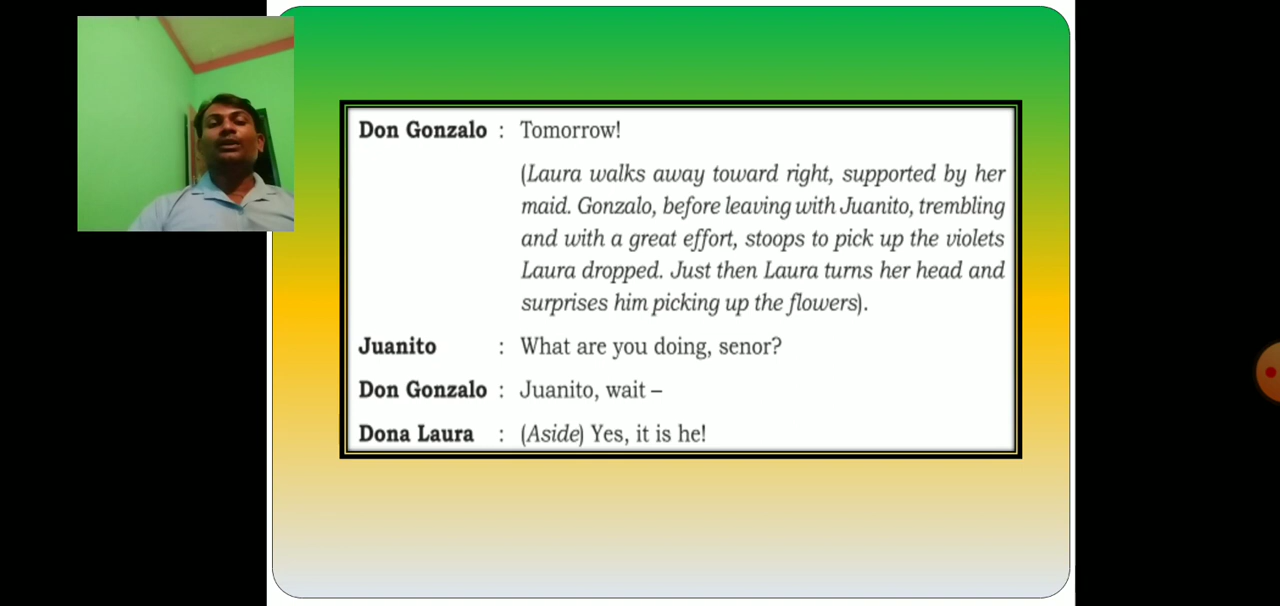 Don Gonzalo : Tomorrow!
(Laura walks away toward right, supported by her
maid. Gonzalo, before leaving with Juanito, trembling
and with a great effort, stoops to pick up the violets
Laura dropped. Just then Laura turns her head and
surprises him picking up the flowers).
Juanito : What are you doing, senor?
Don Gonzalo : Juanito, wait –
Dona Laura : (Aside) Yes, it is he!